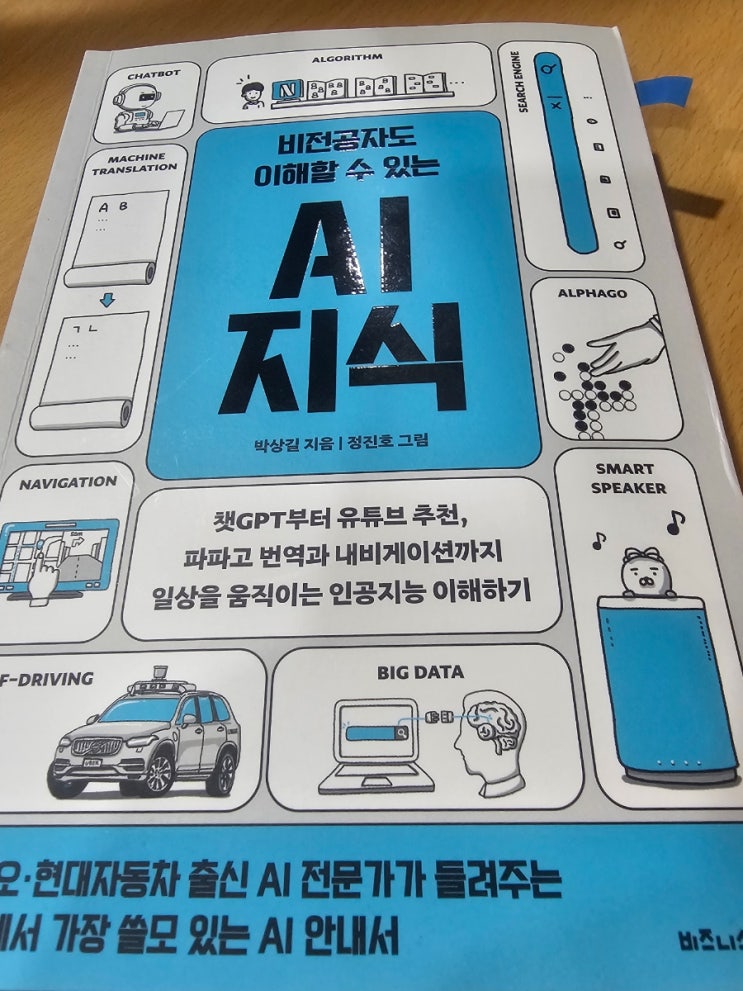 CHATBOT
ALGORITHM
N
SEARCH ENGINE
MACHINE
TRANSLATION
A B
ㄱ ㄴ
비전공자도
이해할 수 있는
AI
지식
박상길 지음 | 정진호 그림
ALPHAGO
NAVIGATION
챗GPT부터 유튜브 추천,
파파고 번역과 내비게이션까지
일상을 움직이는 인공지능 이해하기
SMART
SPEAKER
F-DRIVING
BIG DATA
오·현대자동차 출신 AI 전문가가 들려주는
에서 가장 쓸모 있는 AI 안내서
비즈니스